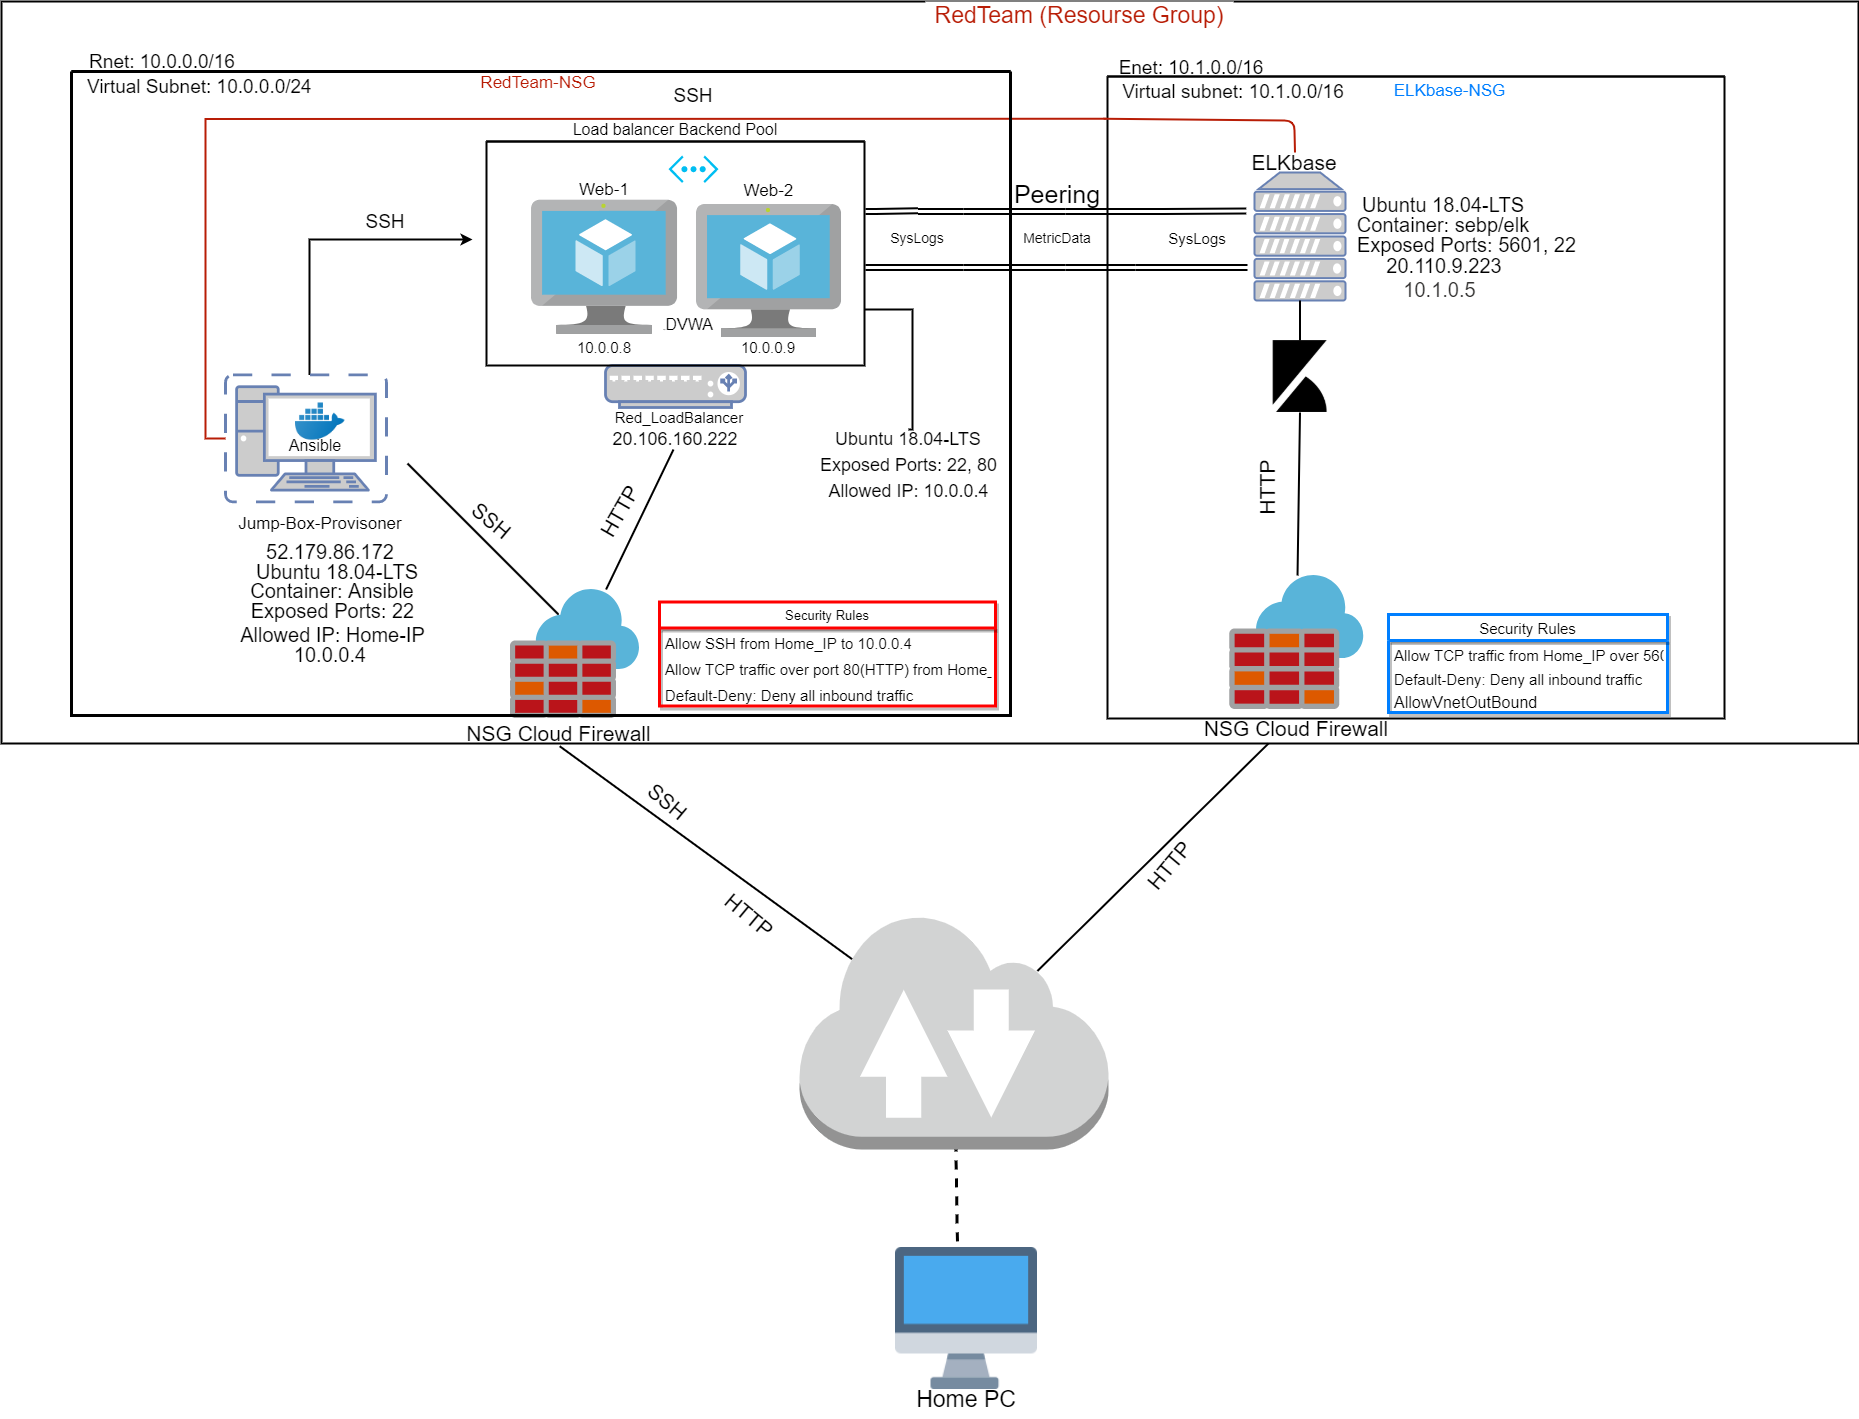 RedTeam (Resourse Group)
Rnet: 10.0.0.0/16
Virtual Subnet: 10.0.0.0/24
RedTeam-NSG
SSH
Load balancer Backend Pool
Web-1
Web-2
DVWA
10.0.0.8
10.0.0.9
SSH
Red_LoadBalancer
20.106.160.222
Ubuntu 18.04-LTS
Exposed Ports: 22, 80
Allowed IP: 10.0.0.4
Ansible
Jump-Box-Provisoner
52.179.86.172
Ubuntu 18.04-LTS
Container: Ansible
Exposed Ports: 22
Allowed IP: Home-IP
10.0.0.4
SSH
HTTP
Security Rules
Allow SSH from Home_IP to 10.0.0.4
Allow TCP traffic over port 80(HTTP) from Home_
Default-Deny: Deny all inbound traffic
NSG Cloud Firewall
Peering
SysLogs
MetricData
SysLogs
Enet: 10.1.0.0/16
Virtual subnet: 10.1.0.0/16
ELKbase-NSG
ELKbase
Ubuntu 18.04-LTS
Container: sebp/elk
Exposed Ports: 5601, 22
20.110.9.223
10.1.0.5
HTTP
Security Rules
Allow TCP traffic from Home_IP over
Default-Deny: Deny all inbound traffic
AllowVnetOutBound
NSG Cloud Firewall
SSH
HTTP
HTTP
Home PC